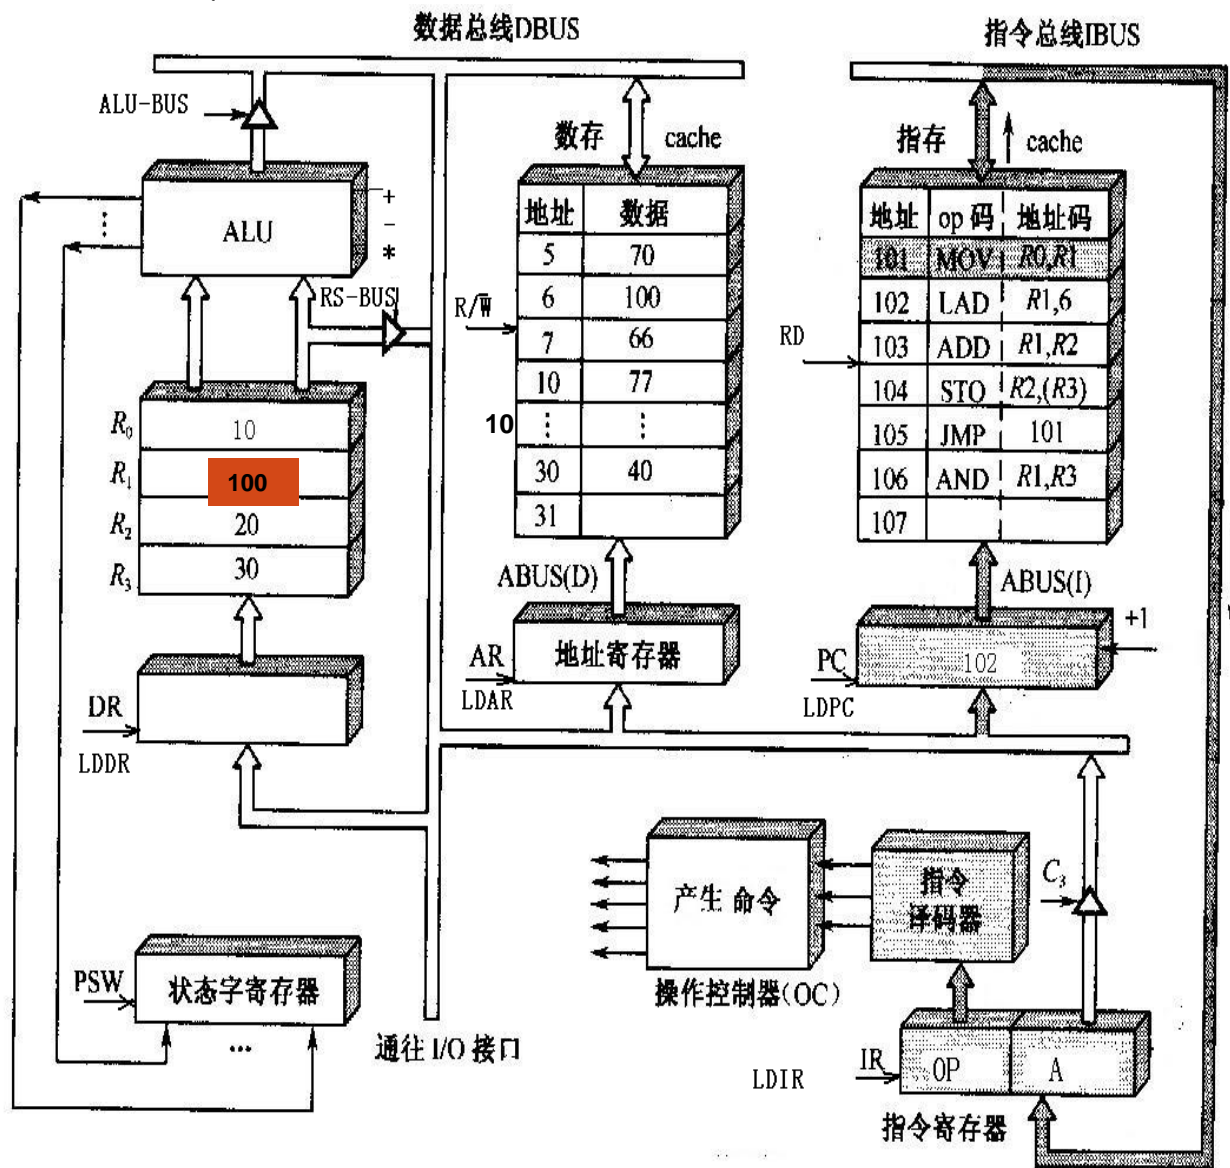 数据总线DBUS
指令总线IBUS
ALU-BUS
数存
cache
指存
cache
ALU
+
-
*
RS-BUS
R/W̅
地址 数据
5 70
6 100
7 66
10 77
10
⋮ ⋮
30 40
31
RD
地址 op 码 地址码
101 MOV R0,R1
102 LAD R1,6
103 ADD R1,R2
104 STO R2,(R3)
105 JMP 101
106 AND R1,R3
107
R₀ 10
R₁ 100
R₂ 20
R₃ 30
ABUS(D)
ABUS(I)
AR
LDAR
地址寄存器
PC
LDPC
102
+1
DR
LDDR
产生 命令
指令
译码器
C₃
操作控制器(OC)
PSW
状态字寄存器
...
通往 I/O 接口
LDIR
IR
OP A
指令寄存器